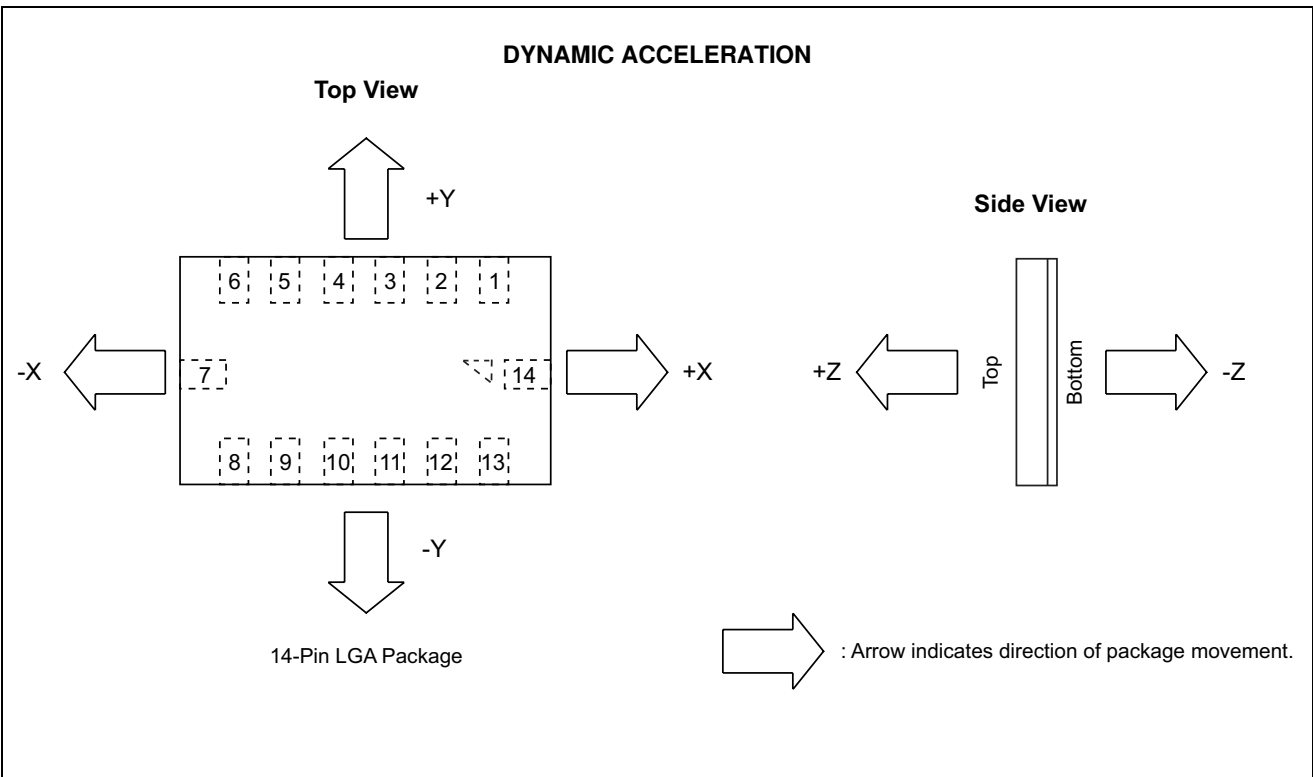 DYNAMIC ACCELERATION
Top View
+Y
Side View
6 5 4 3 2 1
-X
7
14
+X
+Z
Top
Bottom
-Z
8 9 10 11 12 13
-Y
14-Pin LGA Package
: Arrow indicates direction of package movement.